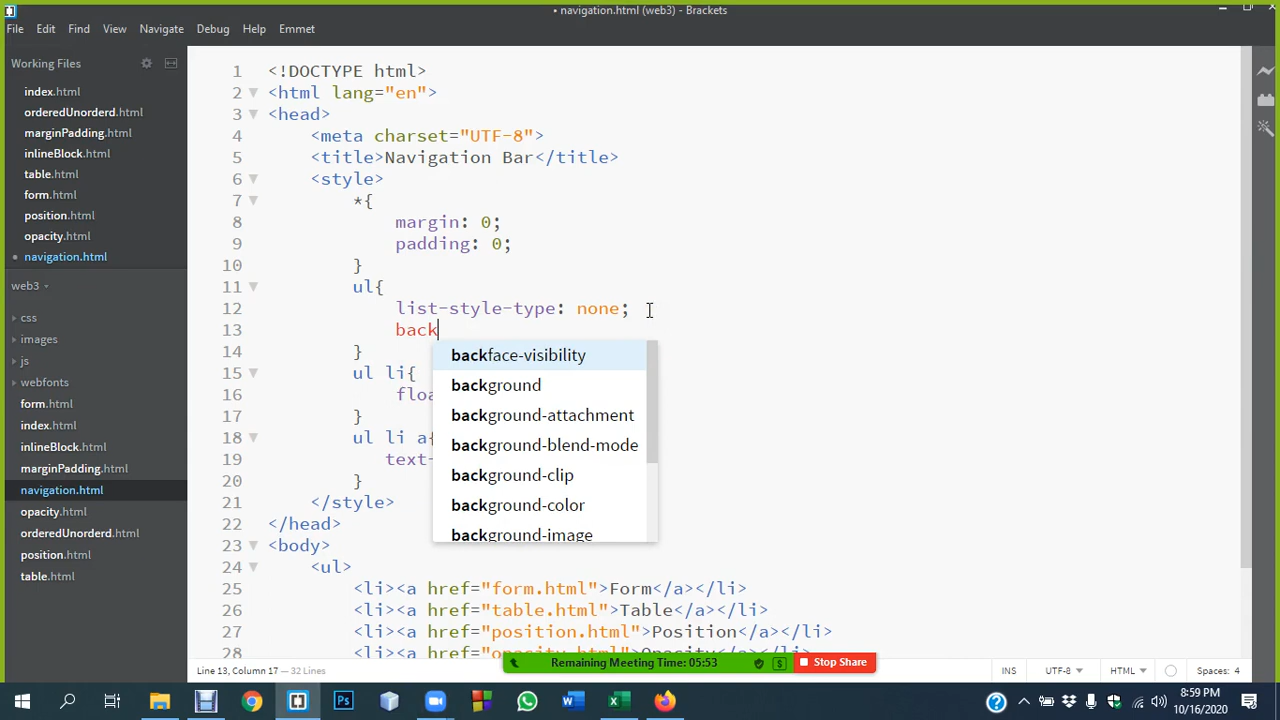 • navigation.html (web3) - Brackets
File Edit Find View Navigate Debug Help Emmet
Working Files
index.html
orderedUnorderd.html
marginPadding.html
inlineBlock.html
table.html
form.html
position.html
opacity.html
• navigation.html
web3
css
images
js
webfonts
form.html
index.html
inlineBlock.html
marginPadding.html
navigation.html
opacity.html
orderedUnorderd.html
position.html
table.html
1 <!DOCTYPE html>
2 <html lang="en">
3 <head>
4 <meta charset="UTF-8">
5 <title>Navigation Bar</title>
6 <style>
7 *{
8 margin: 0;
9 padding: 0;
10 }
11 ul{
12 list-style-type: none;
13 back
14 }
15 ul li{
16 floa
17 }
18 ul li a{
19 text-
20 }
21 </style>
22 </head>
23 <body>
24 <ul>
25 <li><a href="form.html">Form</a></li>
26 <li><a href="table.html">Table</a></li>
27 <li><a href="position.html">Position</a></li>
28 <li><a href="opacity.html">Opacity</a></li>
backface-visibility
background
background-attachment
background-blend-mode
background-clip
background-color
background-image
Remaining Meeting Time: 05:53 $ Stop Share
Line 13, Column 17 — 32 Lines INS UTF-8 HTML Spaces: 4
8:59 PM
10/16/2020